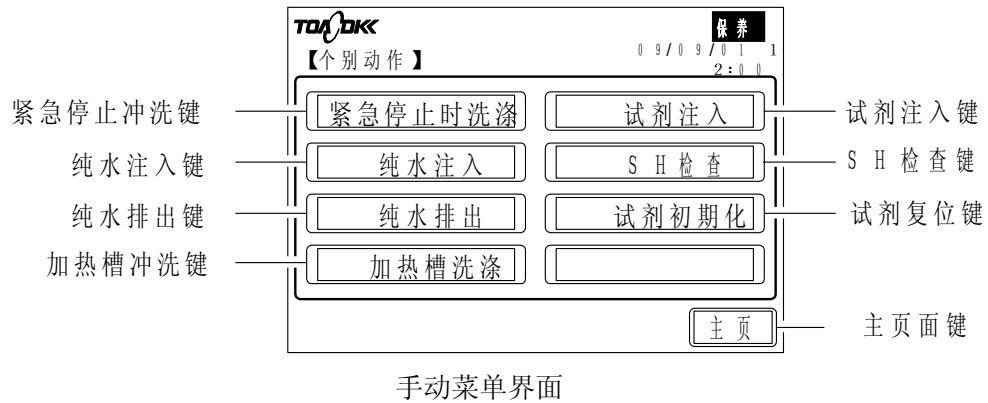 TOADKK
保养
【个别动作】
09/09/01 1
2:00
紧急停止冲洗键
紧急停止时洗涤
试剂注入
试剂注入键
纯水注入键
纯水注入
SH检查
SH检查键
纯水排出键
纯水排出
试剂初期化
试剂复位键
加热槽冲洗键
加热槽洗涤
主页
主页面键
手动菜单界面